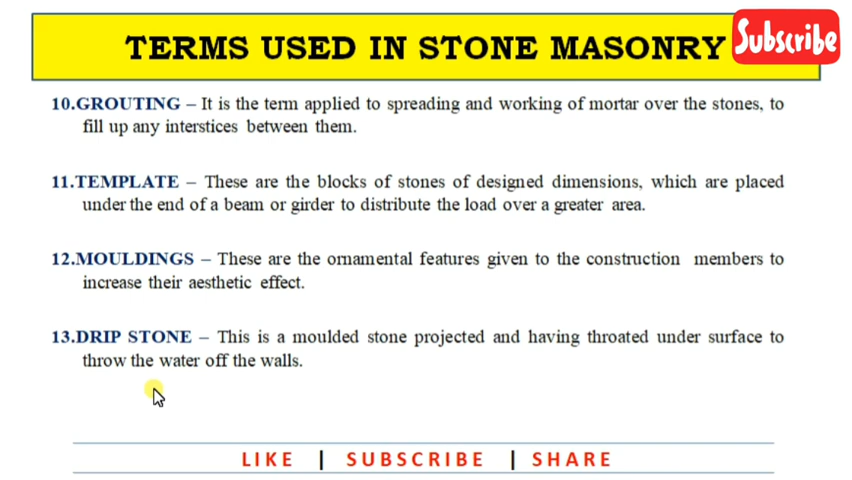 TERMS USED IN STONE MASONRY
Subscribe
10.GROUTING – It is the term applied to spreading and working of mortar over the stones, to
fill up any interstices between them.
11.TEMPLATE – These are the blocks of stones of designed dimensions, which are placed
under the end of a beam or girder to distribute the load over a greater area.
12.MOULDINGS – These are the ornamental features given to the construction members to
increase their aesthetic effect.
13.DRIP STONE – This is a moulded stone projected and having throated under surface to
throw the water off the walls.
LIKE | SUBSCRIBE | SHARE